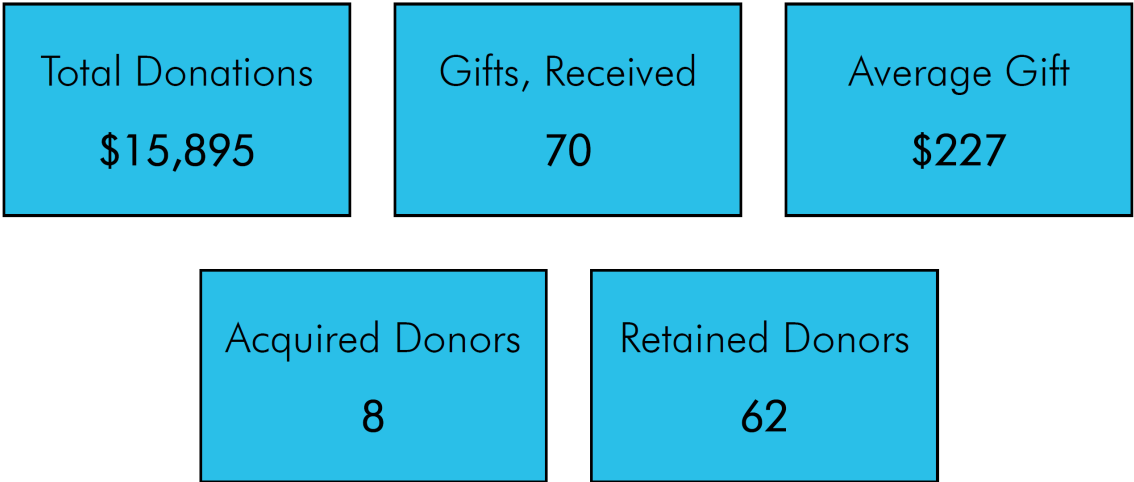 Total Donations
$15,895
Gifts, Received
70
Average Gift
$227
Acquired Donors
8
Retained Donors
62